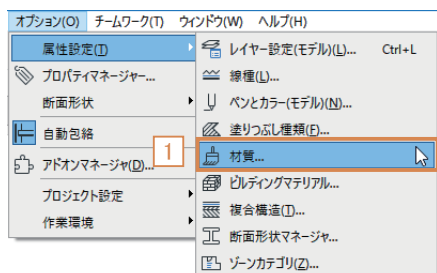 オプション(O) チームワーク(T) ウィンドウ(W) ヘルプ(H)
属性設定(T)
プロパティマネージャー...
断面形状
自動包絡
アドオンマネージャ(D)...
プロジェクト設定
作業環境
1
レイヤー設定(モデル)(L)... Ctrl+L
線種(L)...
ペンとカラー(モデル)(N)...
塗りつぶし種類(F)...
材質...
ビルディングマテリアル...
複合構造(T)...
断面形状マネージャ...
ゾーンカテゴリ(Z)...